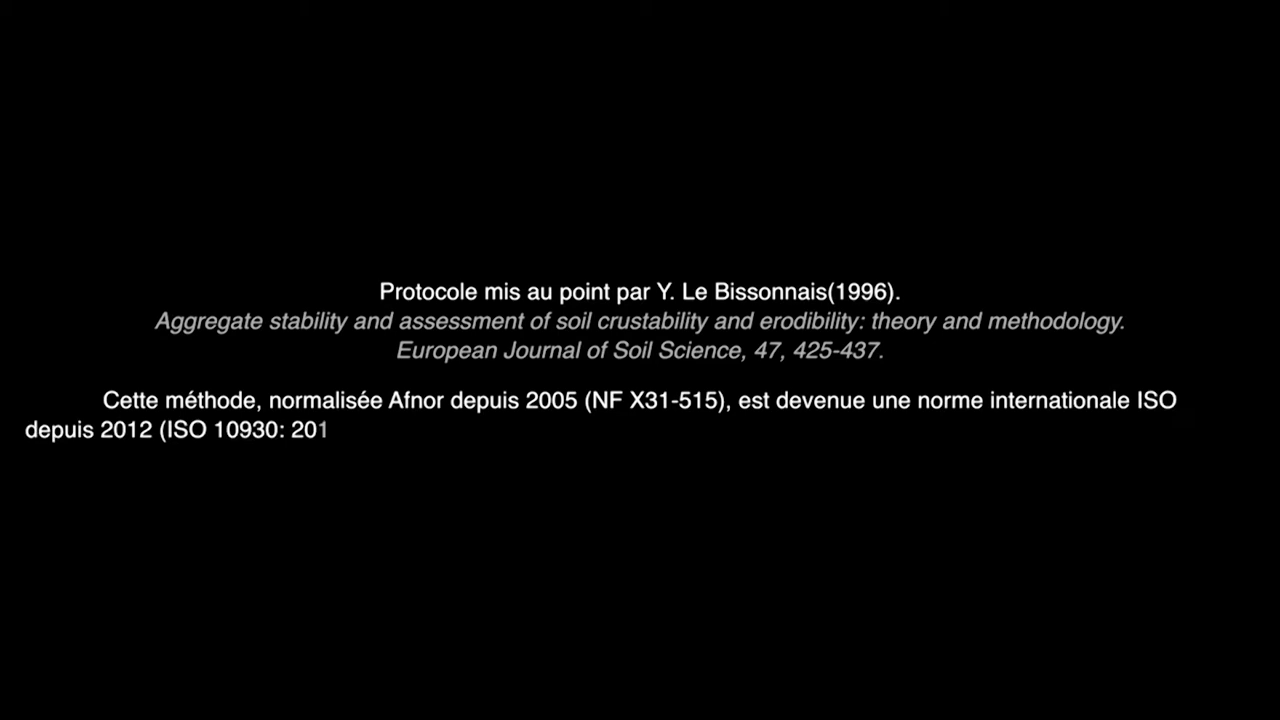 Protocole mis au point par Y. Le Bissonnais(1996).
Aggregate stability and assessment of soil crustability and erodibility: theory and methodology.
European Journal of Soil Science, 47, 425-437.
Cette méthode, normalisée Afnor depuis 2005 (NF X31-515), est devenue une norme internationale ISO
depuis 2012 (ISO 10930: 201